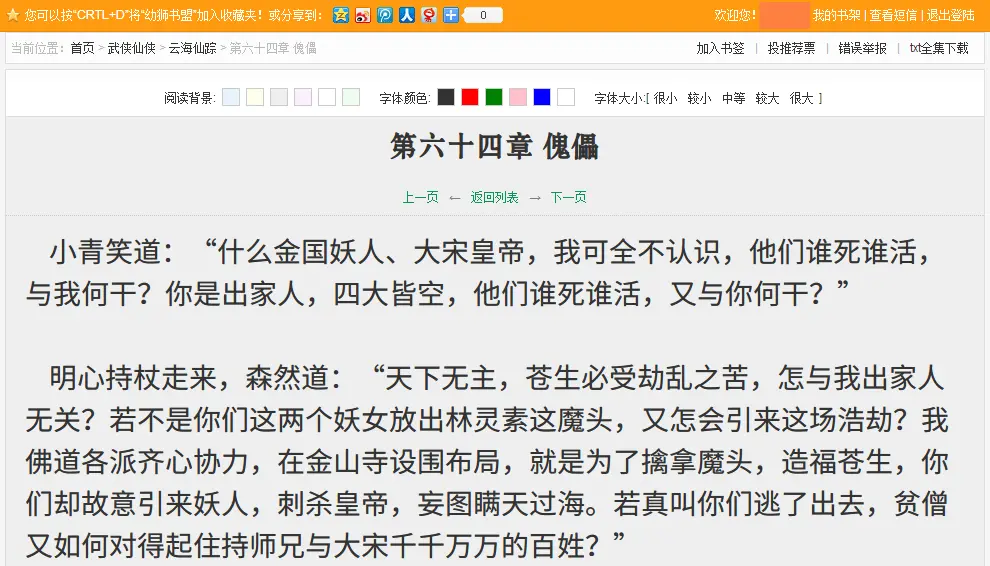 您可以按“CRTL+D”将“幼狮书盟”加入收藏夹！或分享到： 0 欢迎您! 我的书架 | 查看短信 | 退出登陆
当前位置：首页 > 武侠仙侠 > 云海仙踪 > 第六十四章 傀儡 加入书签 | 投推荐票 | 错误举报 | txt全集下载
阅读背景: 字体颜色: 字体大小:[ 很小 较小 中等 较大 很大 ]
第六十四章 傀儡
上一页 ← 返回列表 → 下一页
小青笑道：“什么金国妖人、大宋皇帝，我可全不认识，他们谁死谁活，
与我何干？你是出家人，四大皆空，他们谁死谁活，又与你何干？”
明心持杖走来，森然道：“天下无主，苍生必受劫乱之苦，怎与我出家人
无关？若不是你们这两个妖女放出林灵素这魔头，又怎会引来这场浩劫？我
佛道各派齐心协力，在金山寺设围布局，就是为了擒拿魔头，造福苍生，你
们却故意引来妖人，刺杀皇帝，妄图瞒天过海。若真叫你们逃了出去，贫僧
又如何对得起住持师兄与大宋千千万万的百姓？”